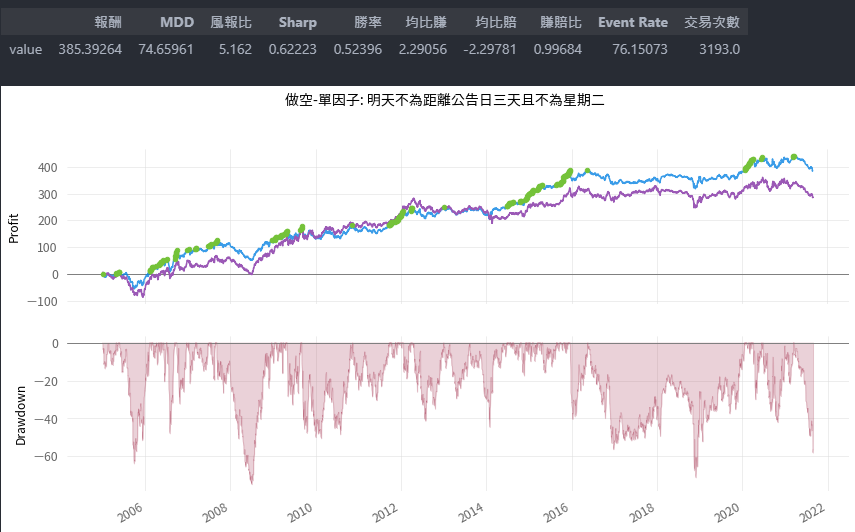 報酬 MDD 風報比 Sharp 勝率 均比賺 均比賠 賺賠比 Event Rate 交易次數
value 385.39264 74.65961 5.162 0.62223 0.52396 2.29056 -2.29781 0.99684 76.15073 3193.0
做空-單因子: 明天不為距離公告日三天且不為星期二
400
300
200
100
0
−100
Profit
0
−20
−40
−60
Drawdown
2006 2008 2010 2012 2014 2016 2018 2020 2022